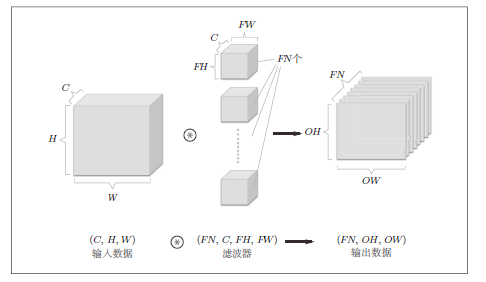 FW
C
FH
FN个
C
FN
H
OH
W
OW
(C, H, W)
(FN, C, FH, FW)
(FN, OH, OW)
输入数据
滤波器
输出数据